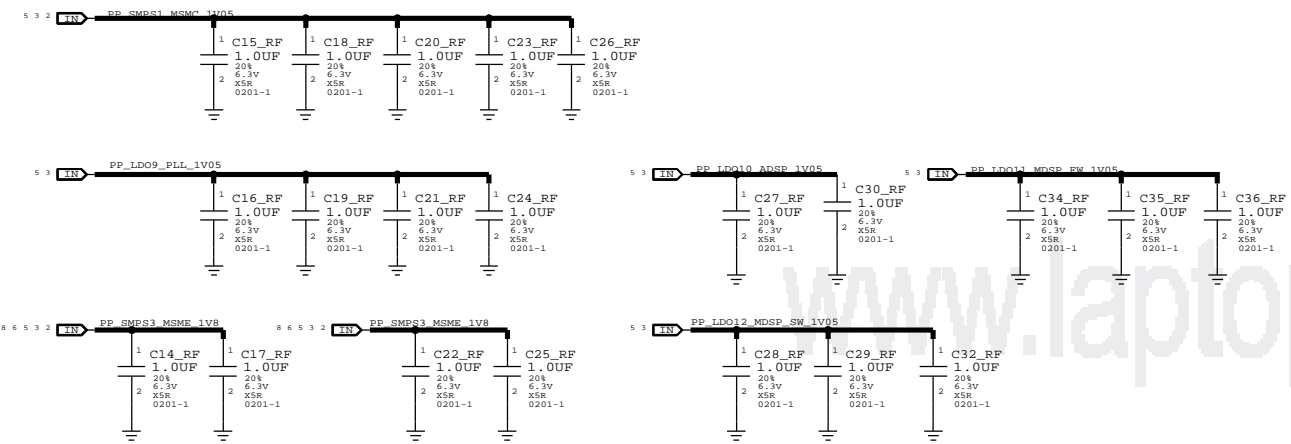 5 3 2 IN PP_SMPS1_MSMC_1V05
1 C15_RF 1 C18_RF 1 C20_RF 1 C23_RF 1 C26_RF
1.0UF 1.0UF 1.0UF 1.0UF 1.0UF
20% 20% 20% 20% 20%
2 6.3V 2 6.3V 2 6.3V 2 6.3V 2 6.3V
X5R X5R X5R X5R X5R
0201-1 0201-1 0201-1 0201-1 0201-1
5 3 IN PP_LDO9_PLL_1V05 5 3 IN PP_LDO10_ADSP_1V05 5 3 IN PP_LDO11_MDSP_FW_1V05
1 C16_RF 1 C19_RF 1 C21_RF 1 C24_RF 1 C27_RF 1 C30_RF 1 C34_RF 1 C35_RF 1 C36_RF
1.0UF 1.0UF 1.0UF 1.0UF 1.0UF 1.0UF 1.0UF 1.0UF 1.0UF
20% 20% 20% 20% 20% 20% 20% 20% 20%
2 6.3V 2 6.3V 2 6.3V 2 6.3V 2 6.3V 2 6.3V 2 6.3V 2 6.3V 2 6.3V
X5R X5R X5R X5R X5R X5R X5R X5R X5R
0201-1 0201-1 0201-1 0201-1 0201-1 0201-1 0201-1 0201-1 0201-1
www.lapto
8 6 5 3 2 IN PP_SMPS3_MSME_1V8 8 6 5 3 2 IN PP_SMPS3_MSME_1V8 5 3 IN PP_LDO12_MDSP_SW_1V05
1 C14_RF 1 C17_RF 1 C22_RF 1 C25_RF 1 C28_RF 1 C29_RF 1 C32_RF
1.0UF 1.0UF 1.0UF 1.0UF 1.0UF 1.0UF 1.0UF
20% 20% 20% 20% 20% 20% 20%
2 6.3V 2 6.3V 2 6.3V 2 6.3V 2 6.3V 2 6.3V 2 6.3V
X5R X5R X5R X5R X5R X5R X5R
0201-1 0201-1 0201-1 0201-1 0201-1 0201-1 0201-1